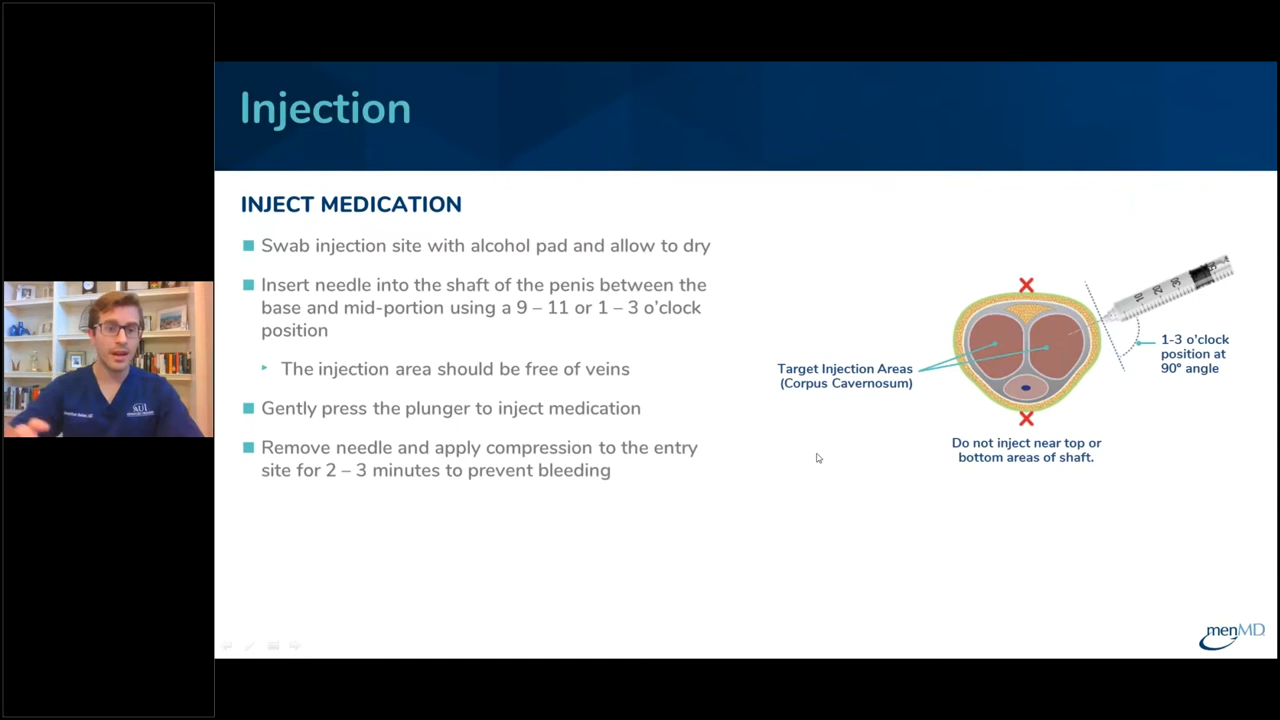 Injection
INJECT MEDICATION
Swab injection site with alcohol pad and allow to dry
Insert needle into the shaft of the penis between the
base and mid-portion using a 9 – 11 or 1 – 3 o'clock
position
The injection area should be free of veins
Gently press the plunger to inject medication
Remove needle and apply compression to the entry
site for 2 – 3 minutes to prevent bleeding
Target Injection Areas
(Corpus Cavernosum)
10 20 30
1-3 o'clock
position at
90° angle
Do not inject near top or
bottom areas of shaft.
menMD